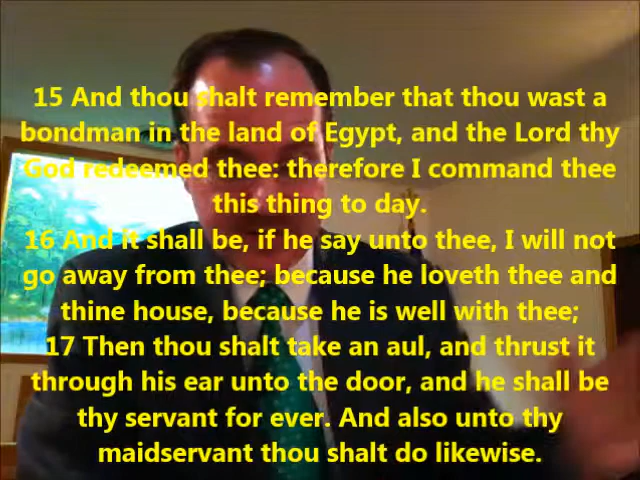 15 And thou shalt remember that thou wast a
bondman in the land of Egypt, and the Lord thy
God redeemed thee: therefore I command thee
this thing to day.
16 And it shall be, if he say unto thee, I will not
go away from thee; because he loveth thee and
thine house, because he is well with thee;
17 Then thou shalt take an aul, and thrust it
through his ear unto the door, and he shall be
thy servant for ever. And also unto thy
maidservant thou shalt do likewise.